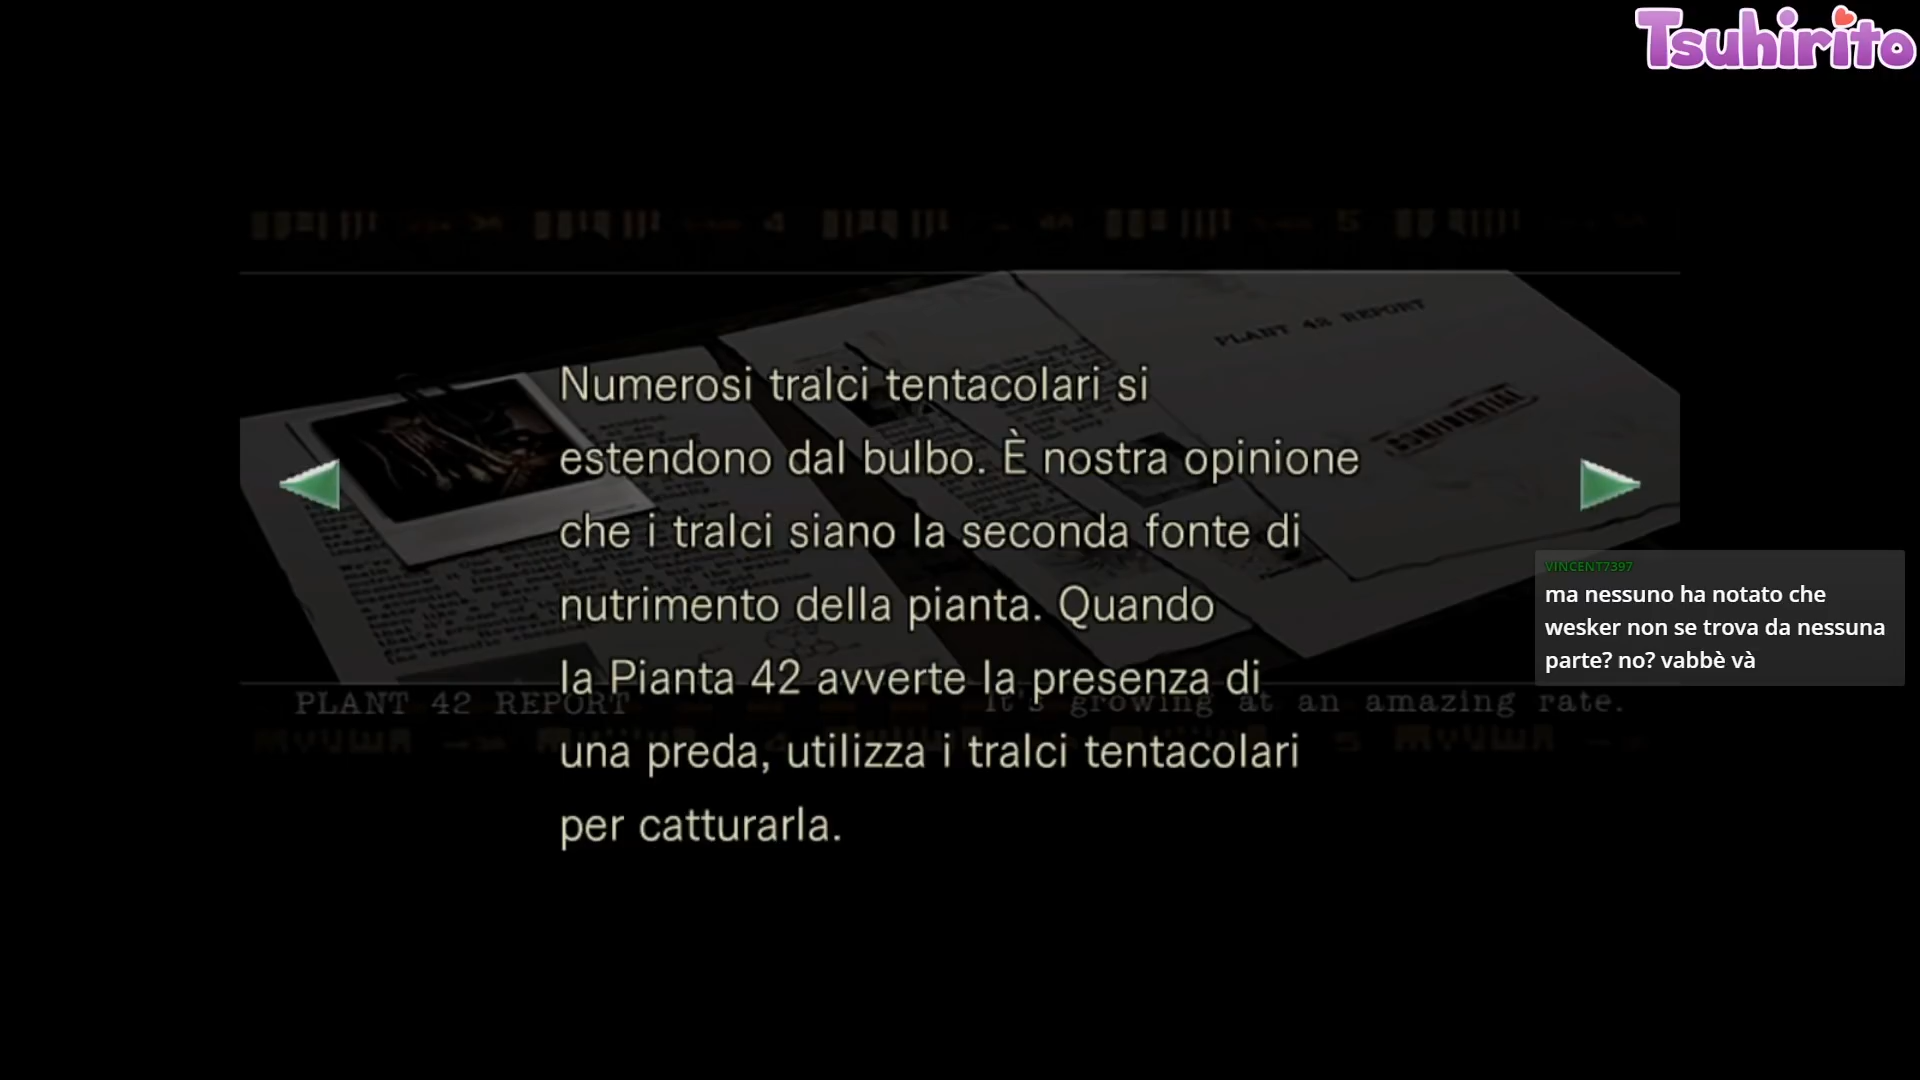 Tsuhirito
PLANT 42 REPORT
CONFIDENTIAL
Numerosi tralci tentacolari si
estendono dal bulbo. È nostra opinione
che i tralci siano la seconda fonte di
nutrimento della pianta. Quando
la Pianta 42 avverte la presenza di
una preda, utilizza i tralci tentacolari
per catturarla.
PLANT 42 REPORT
It's growing at an amazing rate.
VINCENT7397
ma nessuno ha notato che
wesker non se trova da nessuna
parte? no? vabbè và